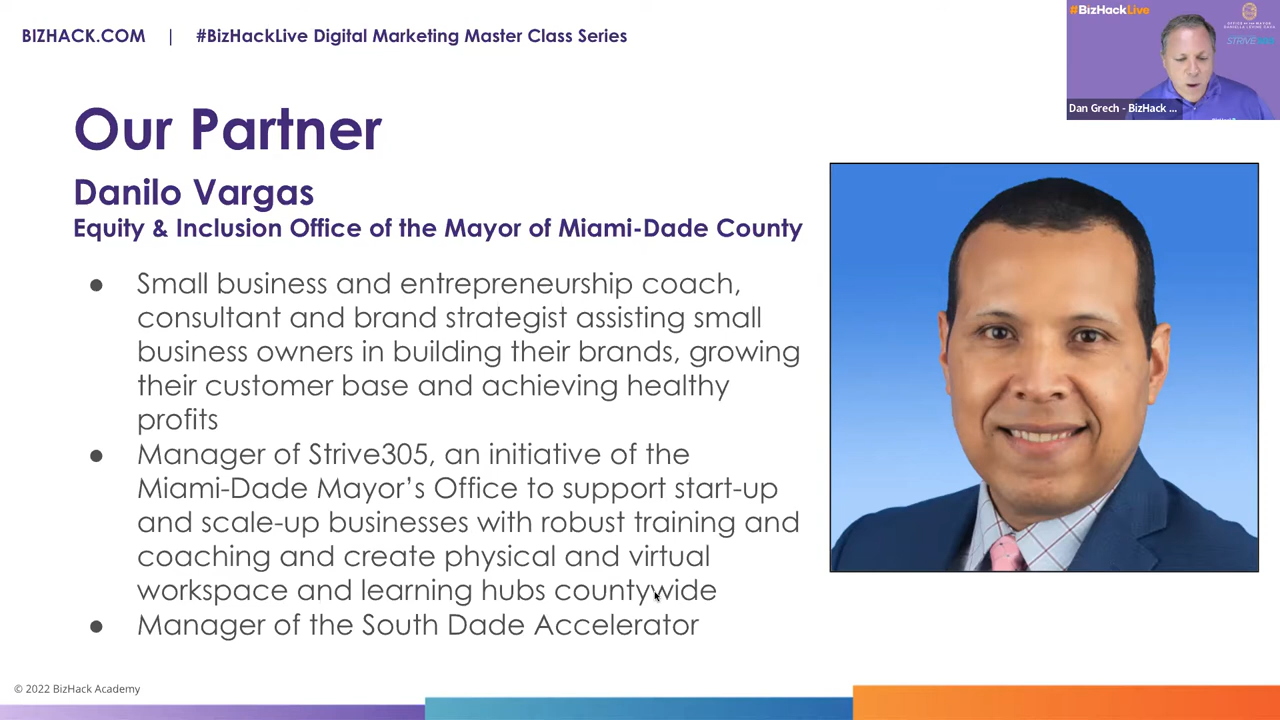 BIZHACK.COM | #BizHackLive Digital Marketing Master Class Series
#BizHackLive
STRIVE305
Dan Grech - BizHack ...
Our Partner
Danilo Vargas
Equity & Inclusion Office of the Mayor of Miami-Dade County
● Small business and entrepreneurship coach,
consultant and brand strategist assisting small
business owners in building their brands, growing
their customer base and achieving healthy
profits
● Manager of Strive305, an initiative of the
Miami-Dade Mayor’s Office to support start-up
and scale-up businesses with robust training and
coaching and create physical and virtual
workspace and learning hubs countywide
● Manager of the South Dade Accelerator
© 2022 BizHack Academy